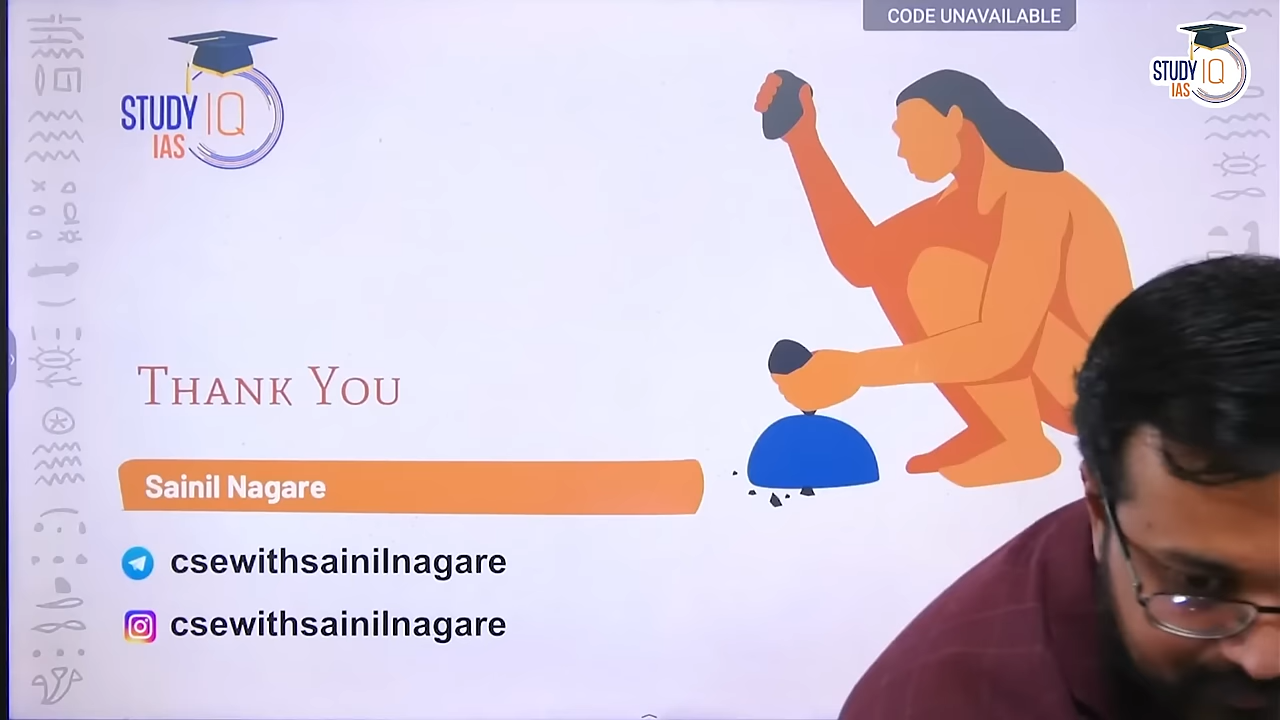 CODE UNAVAILABLE
STUDY IQ
IAS
STUDY IQ
IAS
THANK YOU
Sainil Nagare
csewithsainilnagare
csewithsainilnagare